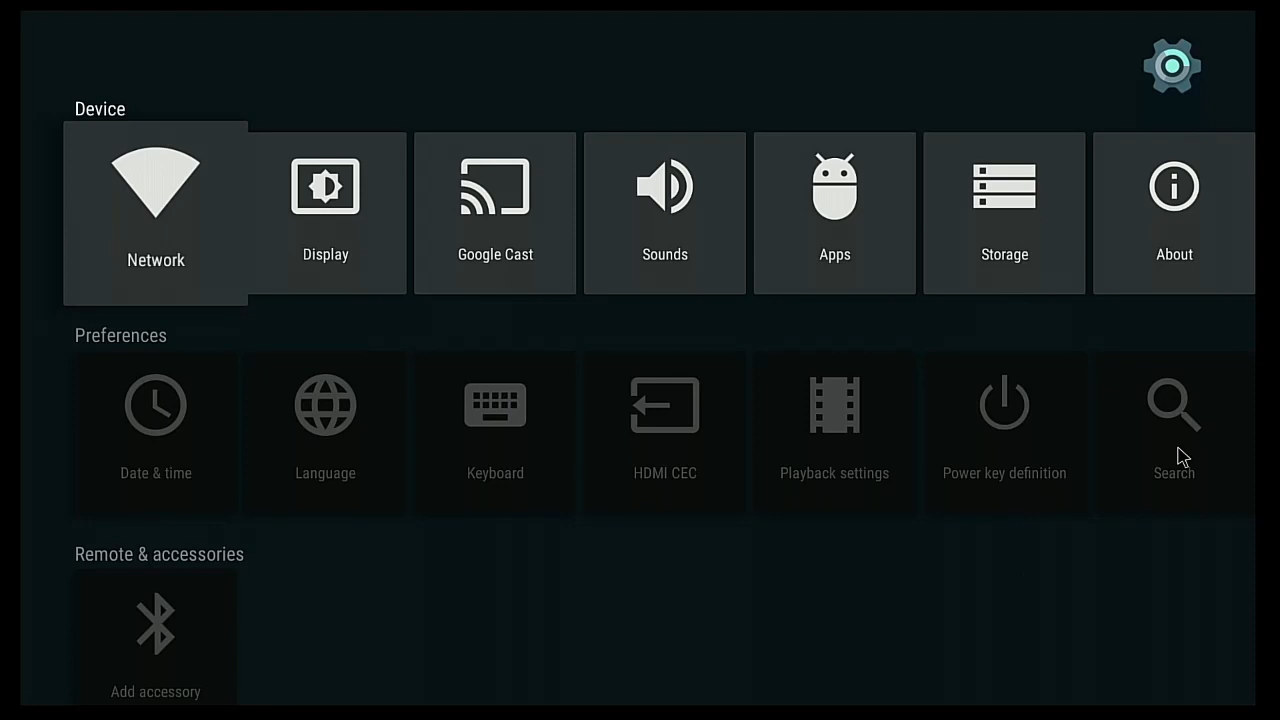 Device
Network
Display
Google Cast
Sounds
Apps
Storage
About
Preferences
Date & time
Language
Keyboard
HDMI CEC
Playback settings
Power key definition
Search
Remote & accessories
Add accessory